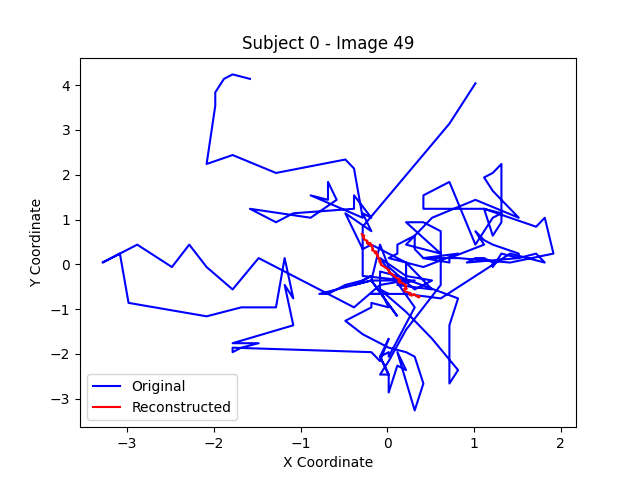 Subject 0 - Image 49
4
3
2
1
0
−1
−2
−3
Y Coordinate
Original
Reconstructed
−3 −2 −1 0 1 2
X Coordinate